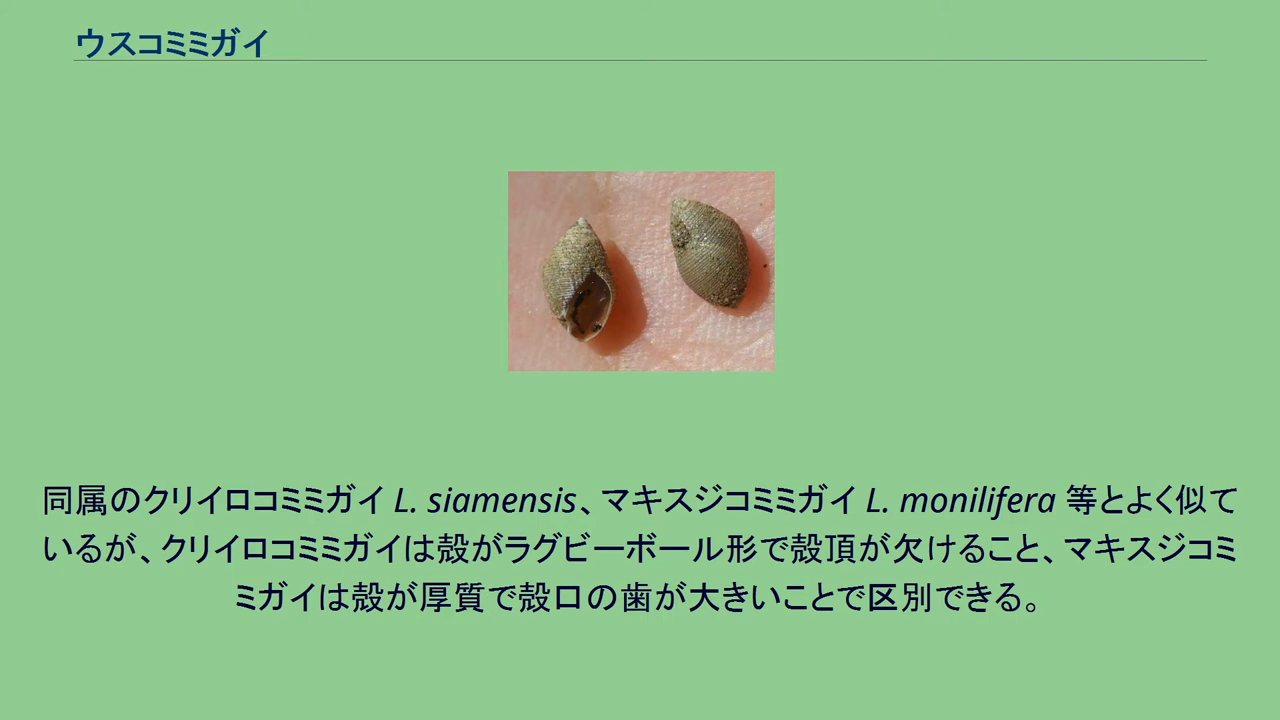 ウスコミミガイ
同属のクリイロコミミガイ L. siamensis、マキスジコミミガイ L. monilifera 等とよく似て
いるが、クリイロコミミガイは殻がラグビーボール形で殻頂が欠けること、マキスジコミ
ミガイは殻が厚質で殻口の歯が大きいことで区別できる。